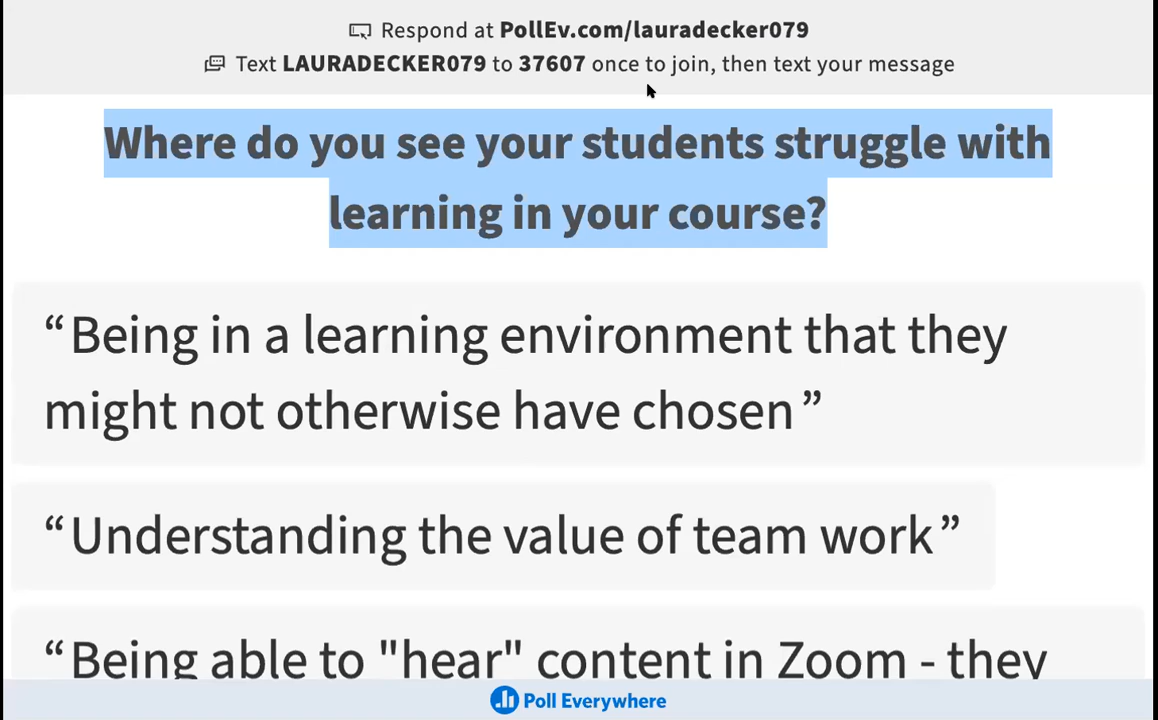 Respond at PollEv.com/lauradecker079
Text LAURADECKER079 to 37607 once to join, then text your message
Where do you see your students struggle with
learning in your course?
“Being in a learning environment that they
might not otherwise have chosen”
“Understanding the value of team work”
“Being able to "hear" content in Zoom - they
Poll Everywhere